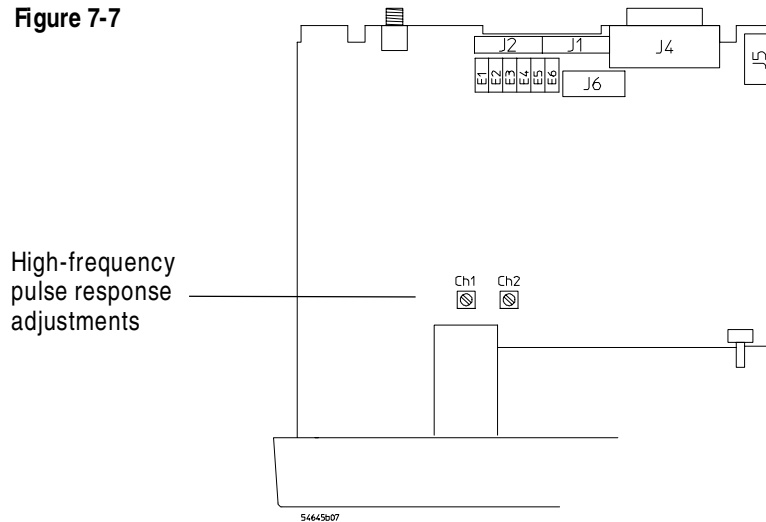 Figure 7-7
J2
J1
J4
J5
E1
E2
E3
E4
E5
E6
J6
High-frequency
pulse response
adjustments
Ch1 Ch2
54645b07